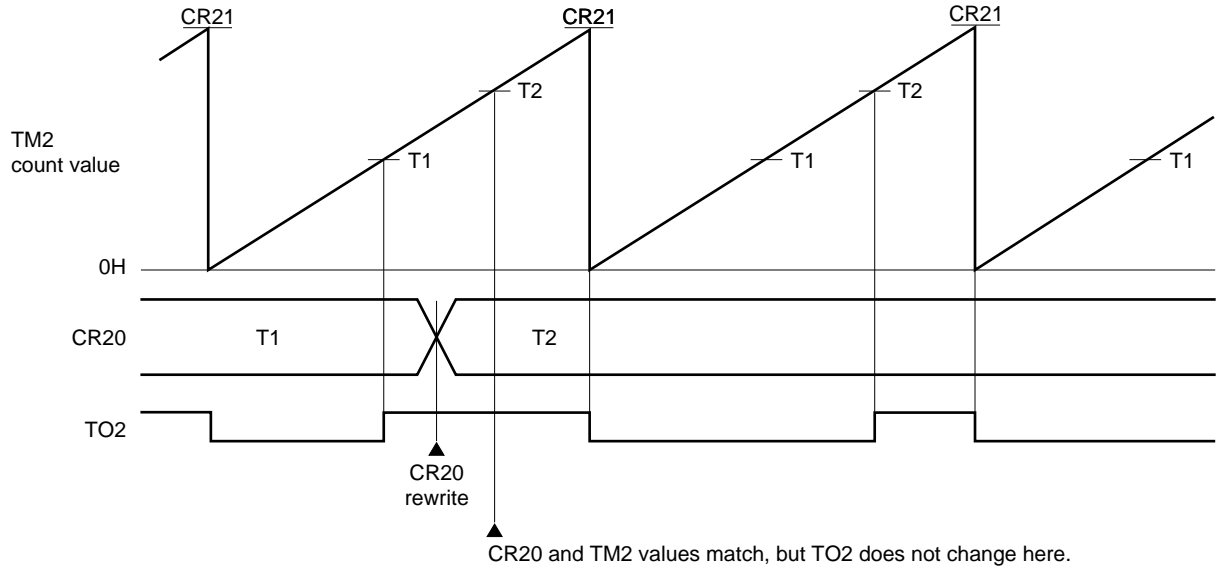 CR21
CR21
CR21
T2
T2
TM2
count value
T1
T1
T1
0H
CR20
T1
T2
TO2
CR20
rewrite
CR20 and TM2 values match, but TO2 does not change here.